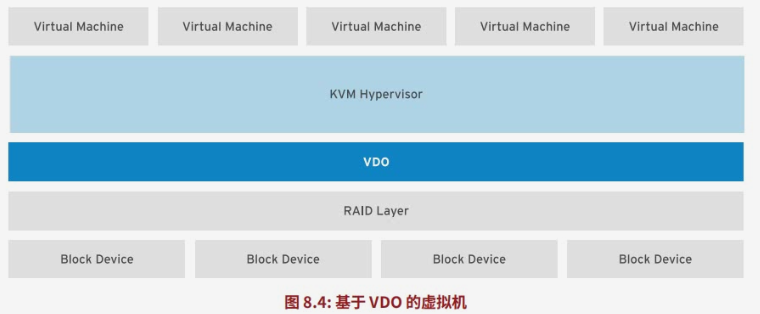 Virtual Machine Virtual Machine Virtual Machine Virtual Machine Virtual Machine
KVM Hypervisor
VDO
RAID Layer
Block Device Block Device Block Device Block Device
图 8.4: 基于 VDO 的虚拟机